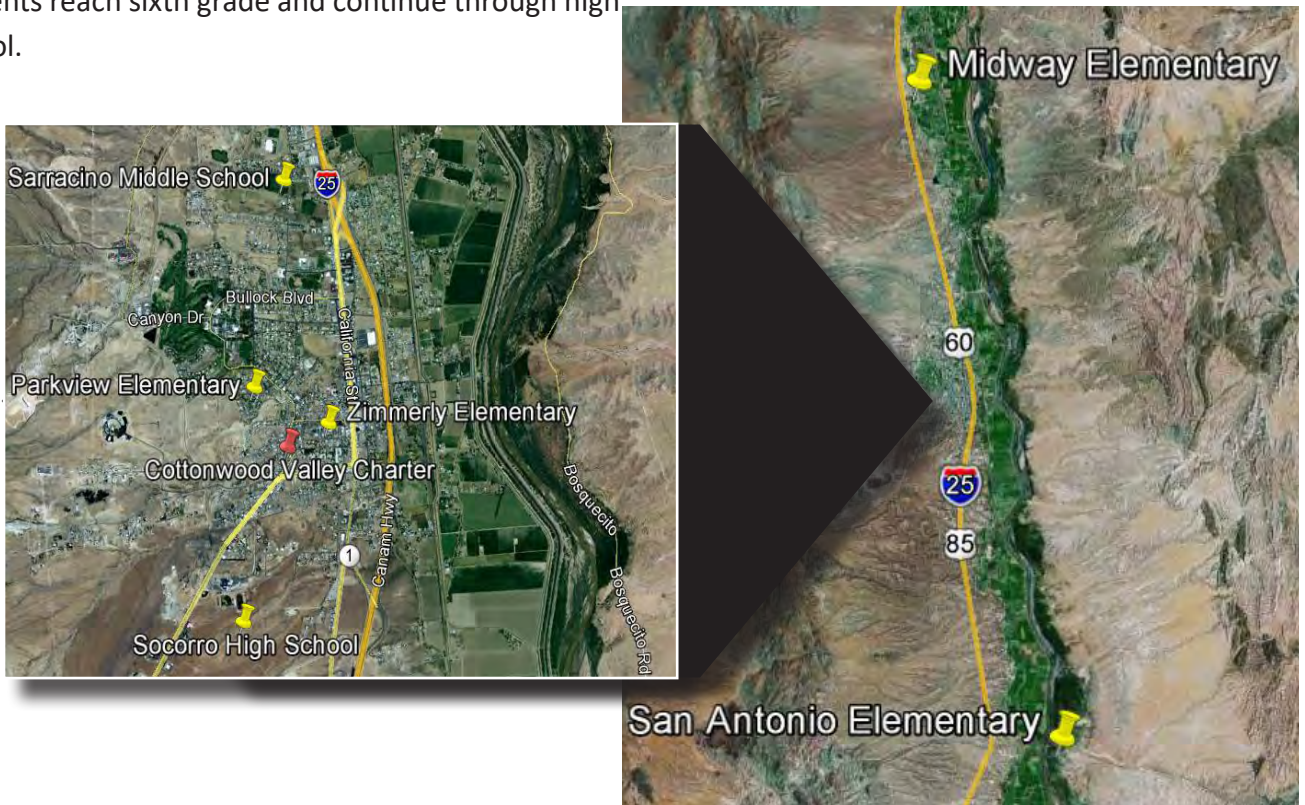 ents reach sixth grade and continue through high
ol.
Midway Elementary
Sarracino Middle School
25
Bullock Blvd
Canyon Dr
California St
Parkview Elementary
Zimmerly Elementary
Cottonwood Valley Charter
Canam Hwy
Bosquecito
Bosquecito Rd
1
Socorro High School
60
25
85
San Antonio Elementary